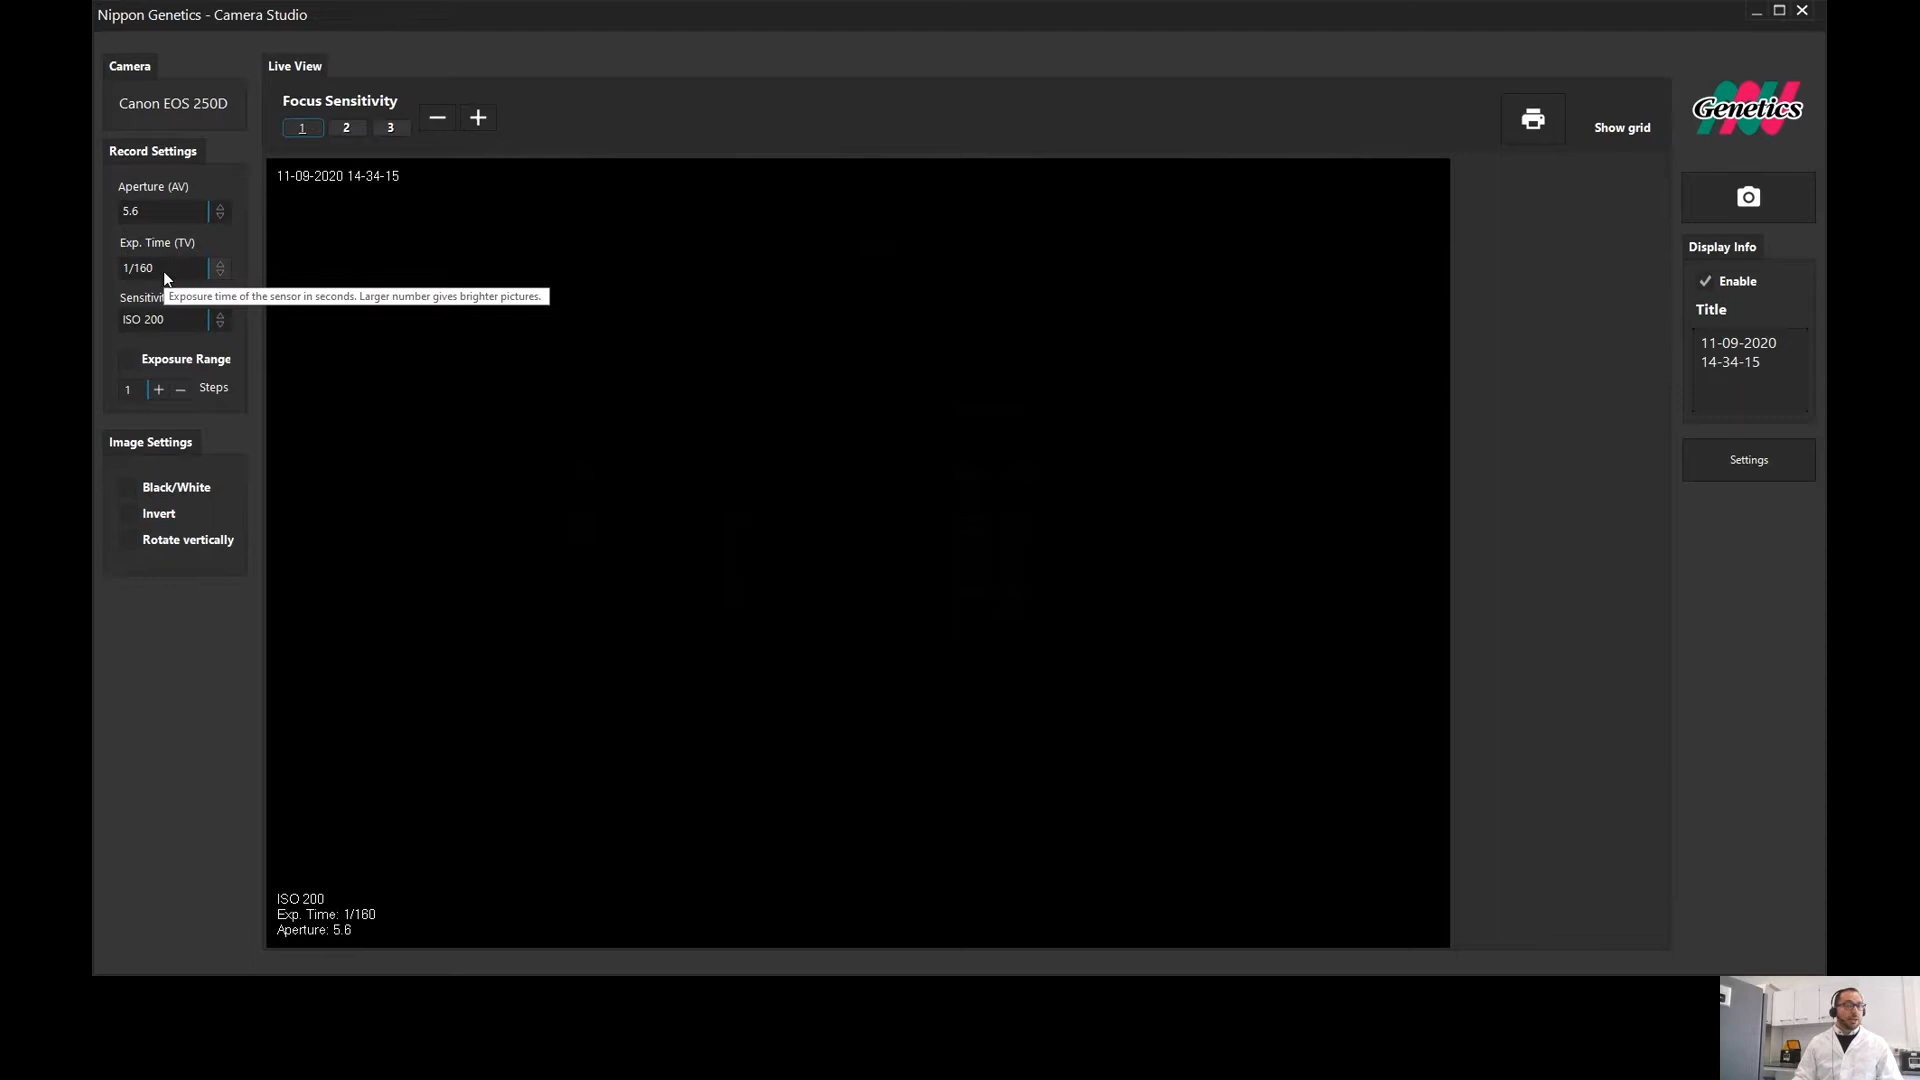 Nippon Genetics - Camera Studio
Camera
Canon EOS 250D
Record Settings
Aperture (AV)
5.6
Exp. Time (TV)
1/160
Sensitivi
Exposure time of the sensor in seconds. Larger number gives brighter pictures.
ISO 200
Exposure Range
1 + − Steps
Image Settings
Black/White
Invert
Rotate vertically
Live View
Focus Sensitivity
1 2 3
− +
Show grid
11-09-2020 14-34-15
ISO 200
Exp. Time: 1/160
Aperture: 5.6
Genetics
Display Info
Enable
Title
11-09-2020
14-34-15
Settings